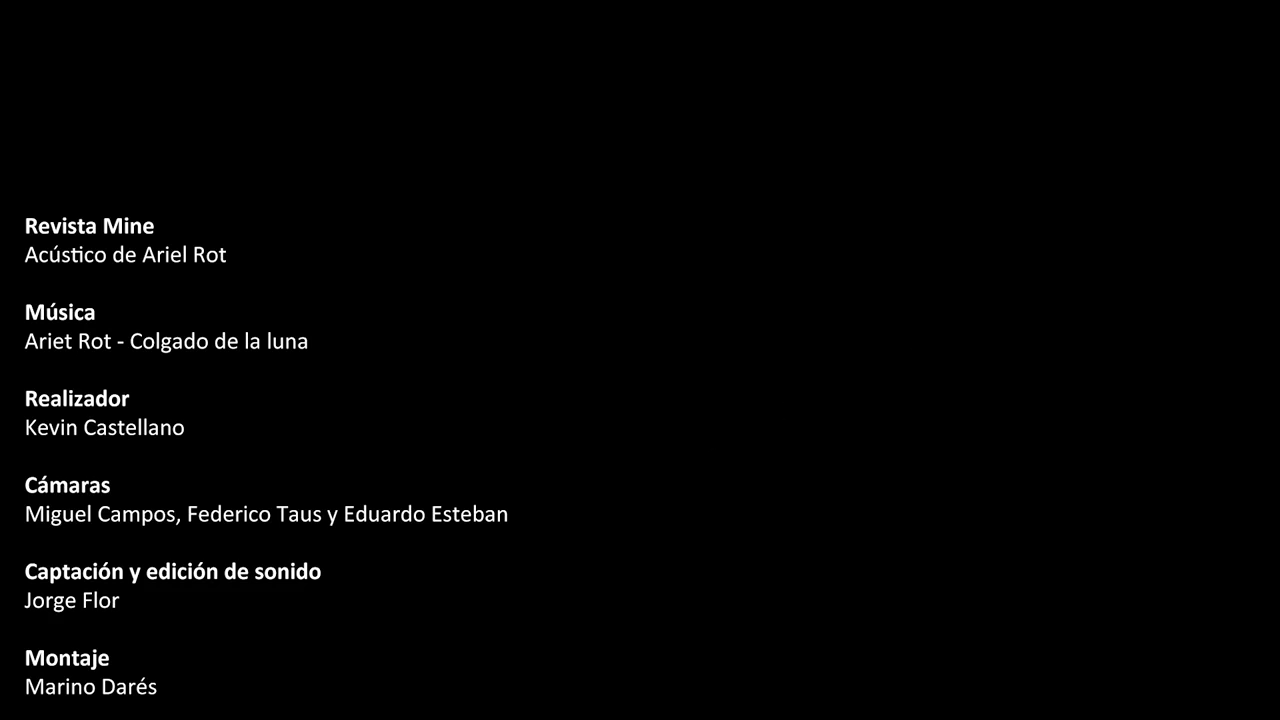 Revista Mine
Acústico de Ariel Rot
Música
Ariet Rot - Colgado de la luna
Realizador
Kevin Castellano
Cámaras
Miguel Campos, Federico Taus y Eduardo Esteban
Captación y edición de sonido
Jorge Flor
Montaje
Marino Darés